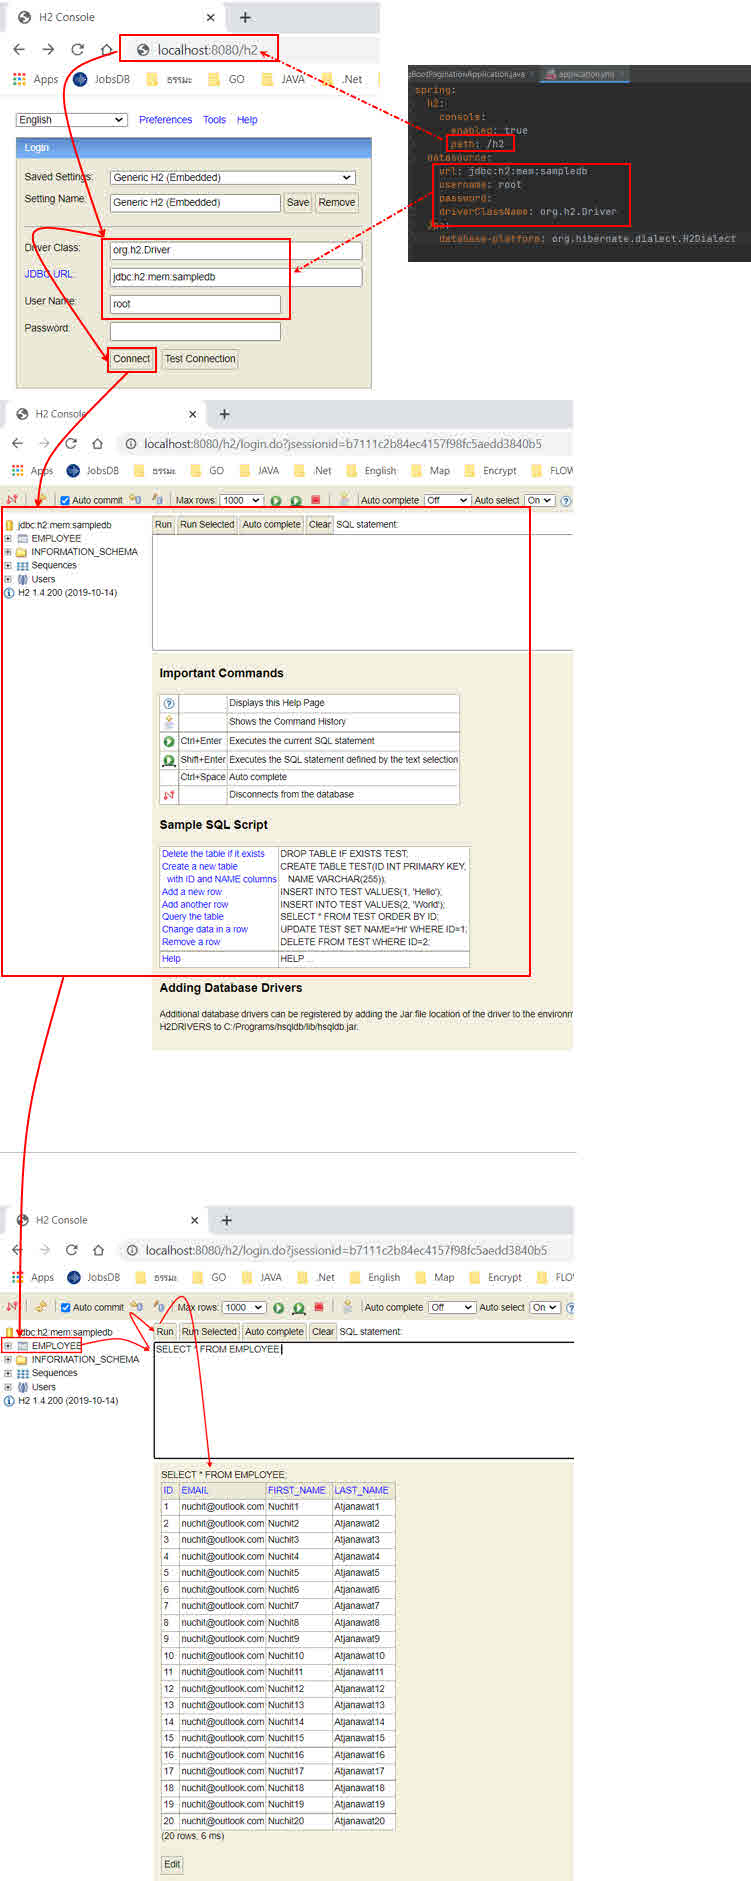 H2 Console
localhost:8080/h2
Apps JobsDB ธรรมะ GO JAVA .Net
English Preferences Tools Help
Login
Saved Settings: Generic H2 (Embedded)
Setting Name: Generic H2 (Embedded) Save Remove
Driver Class: org.h2.Driver
JDBC URL: jdbc:h2:mem:sampledb
User Name: root
Password:
Connect Test Connection
gBootPaginationApplication.java application.yml
spring:
h2:
console:
enabled: true
path: /h2
datasource:
url: jdbc:h2:mem:sampledb
username: root
password:
driverClassName: org.h2.Driver
jpa:
database-platform: org.hibernate.dialect.H2Dialect
H2 Console
localhost:8080/h2/login.do?jsessionid=b7111c2b84ec4157f98fc5aedd3840b5
Apps JobsDB ธรรมะ GO JAVA .Net English Map Encrypt FLOW
Auto commit Max rows: 1000 Auto complete Off Auto select On
jdbc:h2:mem:sampledb
EMPLOYEE
INFORMATION_SCHEMA
Sequences
Users
H2 1.4.200 (2019-10-14)
Run Run Selected Auto complete Clear SQL statement:
Important Commands
Displays this Help Page
Shows the Command History
Ctrl+Enter Executes the current SQL statement
Shift+Enter Executes the SQL statement defined by the text selection
Ctrl+Space Auto complete
Disconnects from the database
Sample SQL Script
Delete the table if it exists DROP TABLE IF EXISTS TEST;
Create a new table CREATE TABLE TEST(ID INT PRIMARY KEY,
with ID and NAME columns NAME VARCHAR(255));
Add a new row INSERT INTO TEST VALUES(1, 'Hello');
Add another row INSERT INTO TEST VALUES(2, 'World');
Query the table SELECT * FROM TEST ORDER BY ID;
Change data in a row UPDATE TEST SET NAME='Hi' WHERE ID=1;
Remove a row DELETE FROM TEST WHERE ID=2;
Help HELP ...
Adding Database Drivers
Additional database drivers can be registered by adding the Jar file location of the driver to the environm
H2DRIVERS to C:/Programs/hsqldb/lib/hsqldb.jar.
H2 Console
localhost:8080/h2/login.do?jsessionid=b7111c2b84ec4157f98fc5aedd3840b5
Apps JobsDB ธรรมะ GO JAVA .Net English Map Encrypt FLO
Auto commit Max rows: 1000 Auto complete Off Auto select On
jdbc:h2:mem:sampledb
EMPLOYEE
INFORMATION_SCHEMA
Sequences
Users
H2 1.4.200 (2019-10-14)
Run Run Selected Auto complete Clear SQL statement:
SELECT * FROM EMPLOYEE
SELECT * FROM EMPLOYEE;
ID EMAIL FIRST_NAME LAST_NAME
1 nuchit@outlook.com Nuchit1 Atjanawat1
2 nuchit@outlook.com Nuchit2 Atjanawat2
3 nuchit@outlook.com Nuchit3 Atjanawat3
4 nuchit@outlook.com Nuchit4 Atjanawat4
5 nuchit@outlook.com Nuchit5 Atjanawat5
6 nuchit@outlook.com Nuchit6 Atjanawat6
7 nuchit@outlook.com Nuchit7 Atjanawat7
8 nuchit@outlook.com Nuchit8 Atjanawat8
9 nuchit@outlook.com Nuchit9 Atjanawat9
10 nuchit@outlook.com Nuchit10 Atjanawat10
11 nuchit@outlook.com Nuchit11 Atjanawat11
12 nuchit@outlook.com Nuchit12 Atjanawat12
13 nuchit@outlook.com Nuchit13 Atjanawat13
14 nuchit@outlook.com Nuchit14 Atjanawat14
15 nuchit@outlook.com Nuchit15 Atjanawat15
16 nuchit@outlook.com Nuchit16 Atjanawat16
17 nuchit@outlook.com Nuchit17 Atjanawat17
18 nuchit@outlook.com Nuchit18 Atjanawat18
19 nuchit@outlook.com Nuchit19 Atjanawat19
20 nuchit@outlook.com Nuchit20 Atjanawat20
(20 rows, 6 ms)
Edit